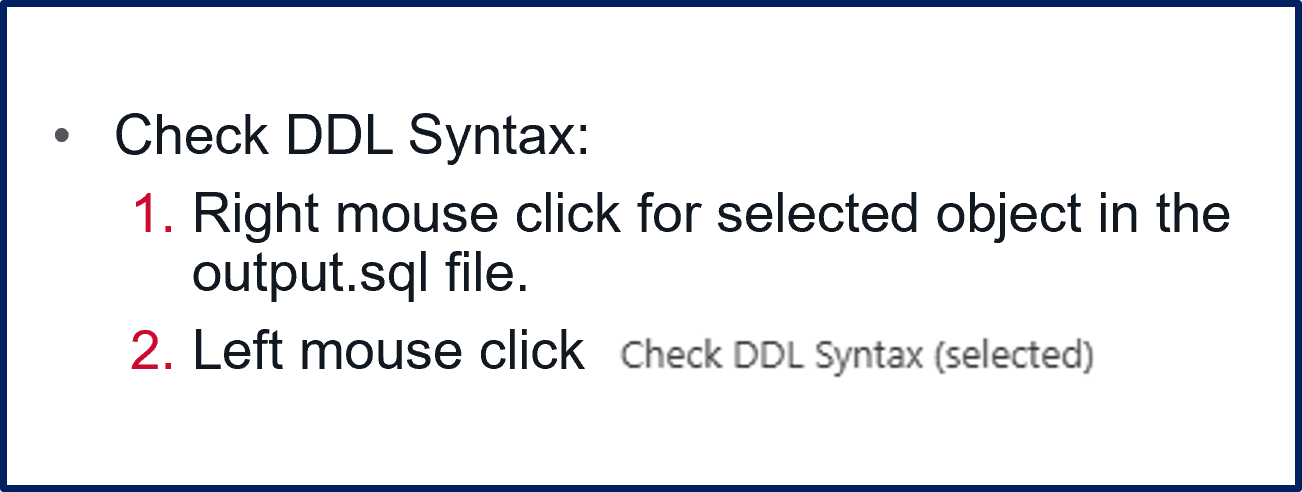 • Check DDL Syntax:
1. Right mouse click for selected object in the
output.sql file.
2. Left mouse click Check DDL Syntax (selected)